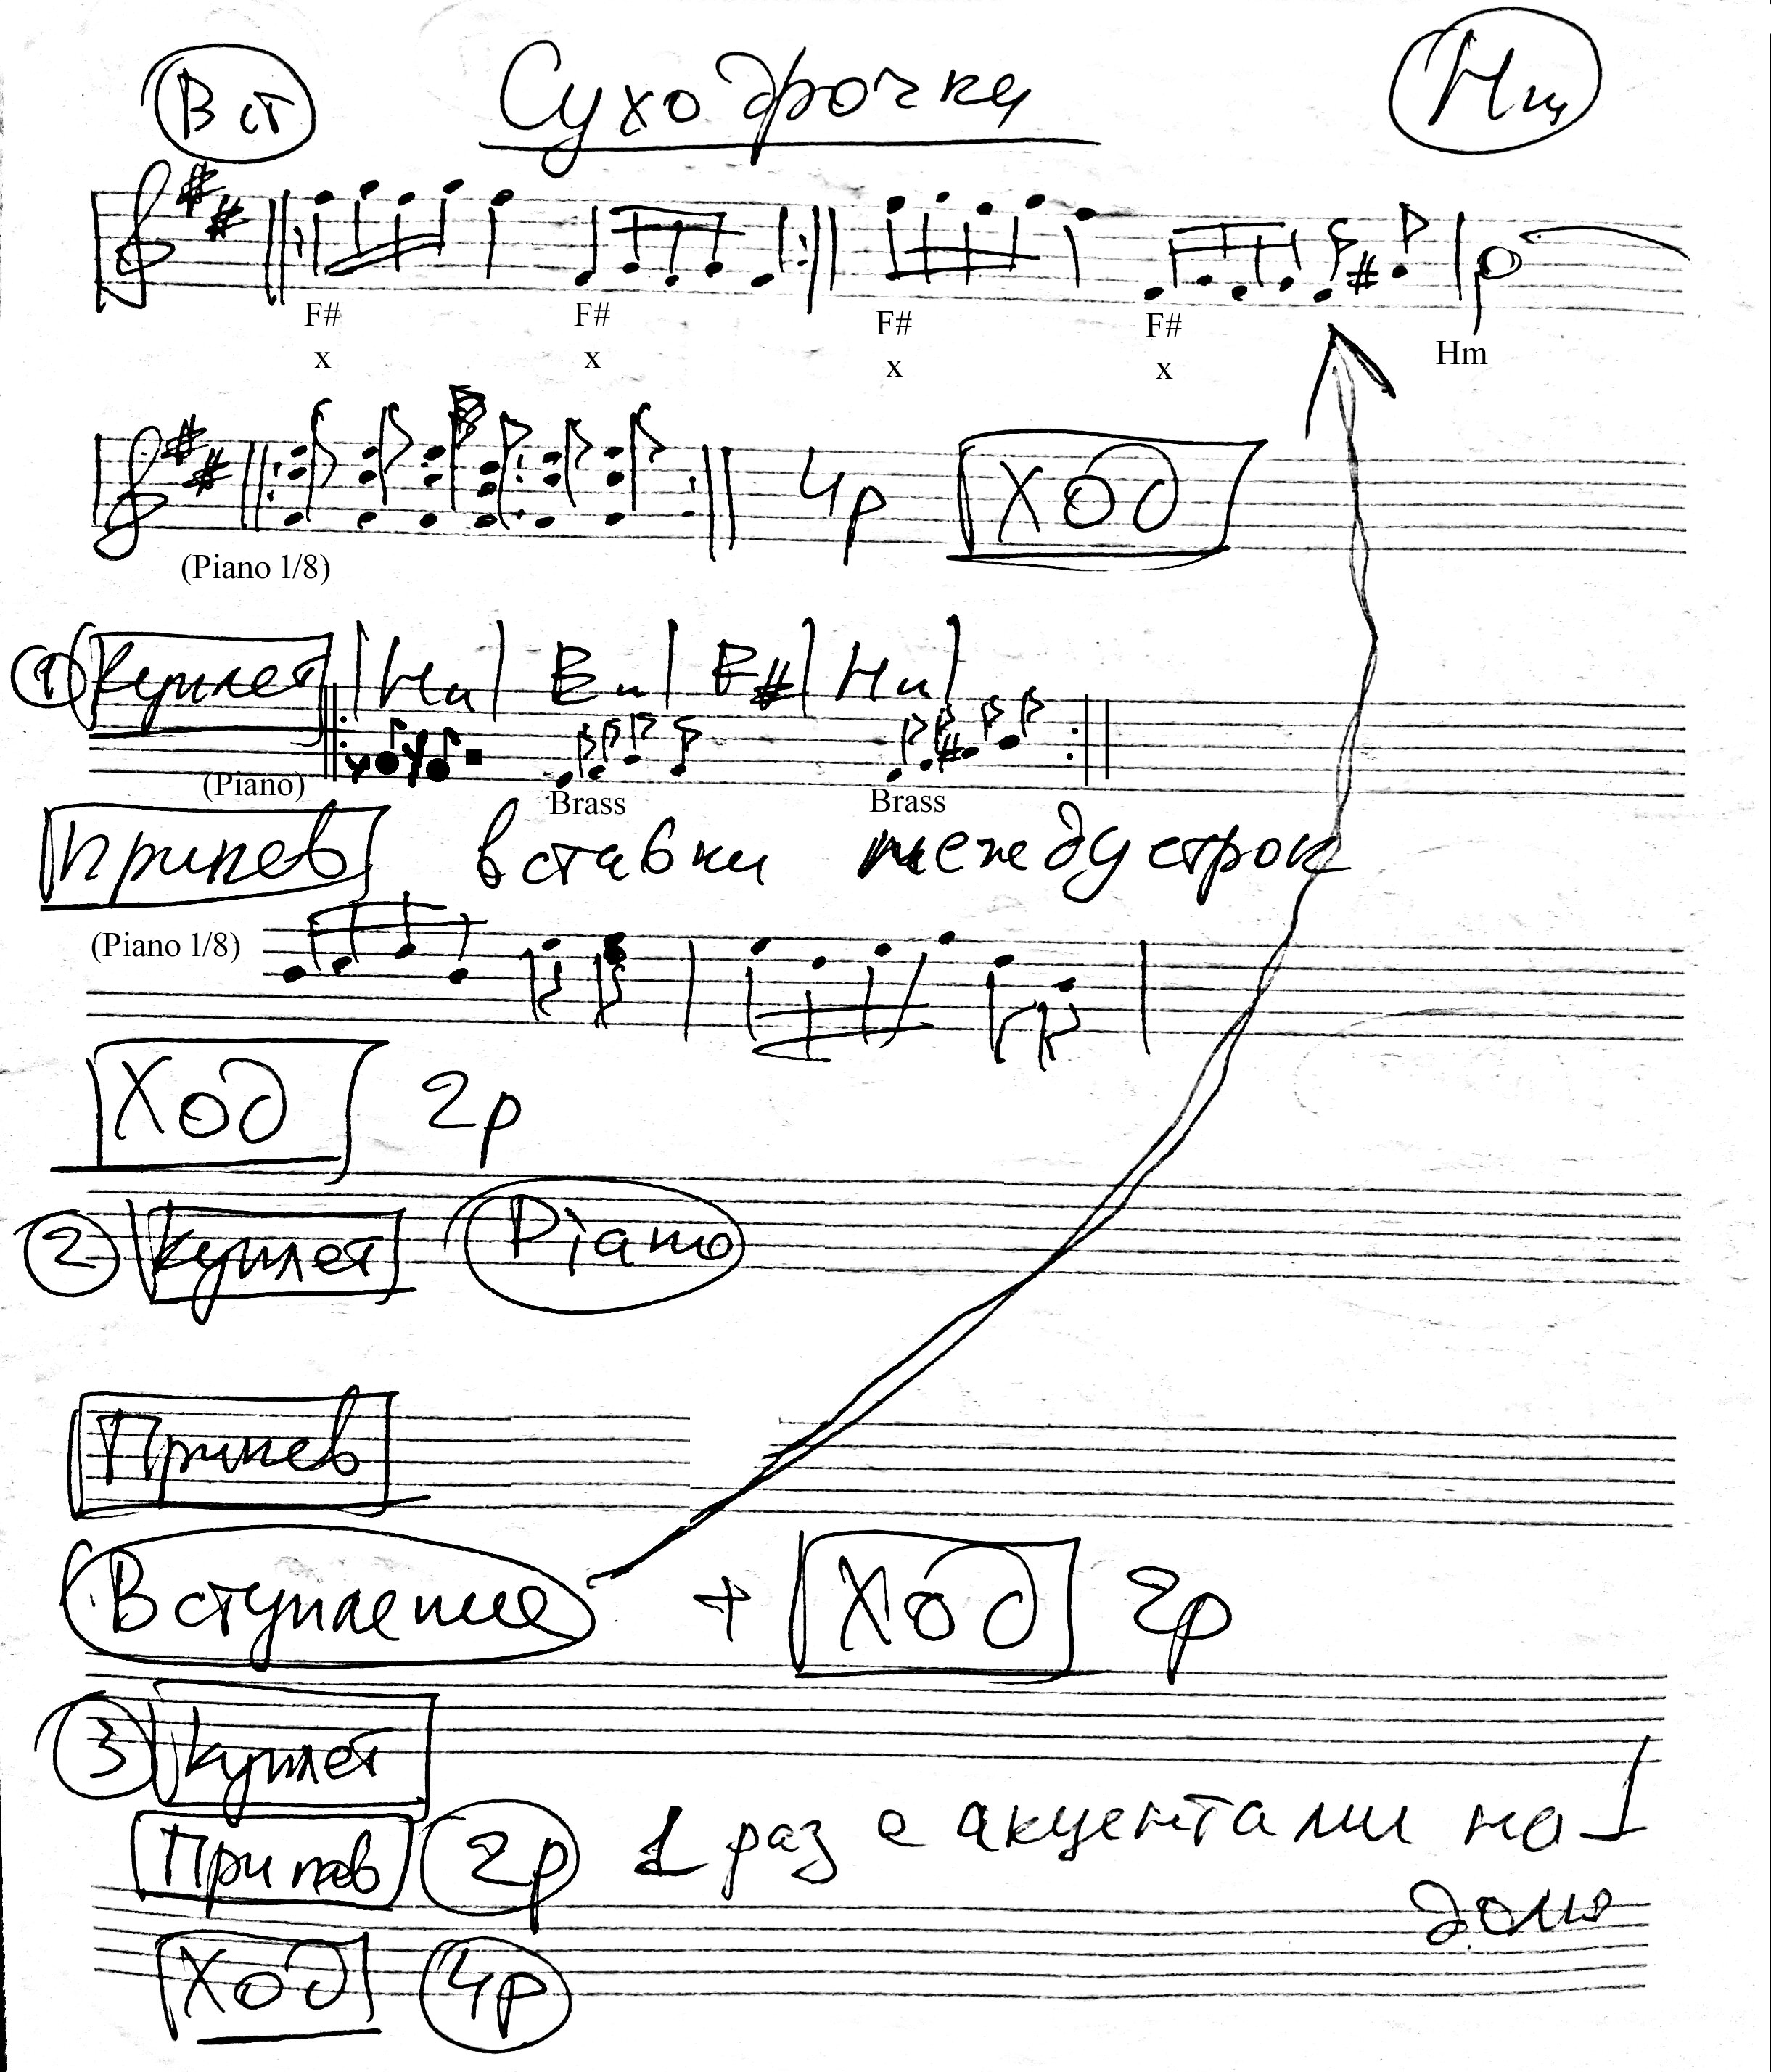 Вст Суходрочка Hm
F# F# F# F# Hm
x x x x
4р ХОД
(Piano 1/8)
1 Куплет | Hm | Em | F# | Hm |
(Piano) Brass Brass
Припев вставки между строк
(Piano 1/8)
Ход 2р
2 Куплет Piano
Припев
Вступление + Ход 2р
3 Куплет
Припев 2р 1 раз с акцентами на 1
долю
Ход 4р